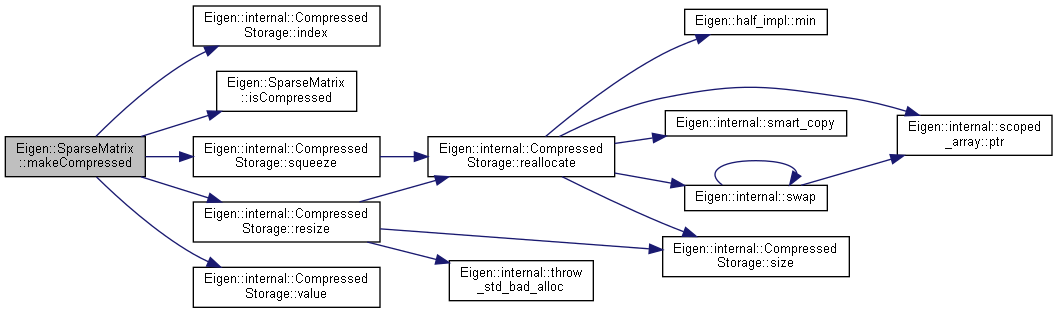 Eigen::SparseMatrix
::makeCompressed
Eigen::internal::Compressed
Storage::index
Eigen::SparseMatrix
::isCompressed
Eigen::internal::Compressed
Storage::squeeze
Eigen::internal::Compressed
Storage::resize
Eigen::internal::Compressed
Storage::value
Eigen::internal::Compressed
Storage::reallocate
Eigen::internal::throw
_std_bad_alloc
Eigen::half_impl::min
Eigen::internal::smart_copy
Eigen::internal::swap
Eigen::internal::Compressed
Storage::size
Eigen::internal::scoped
_array::ptr